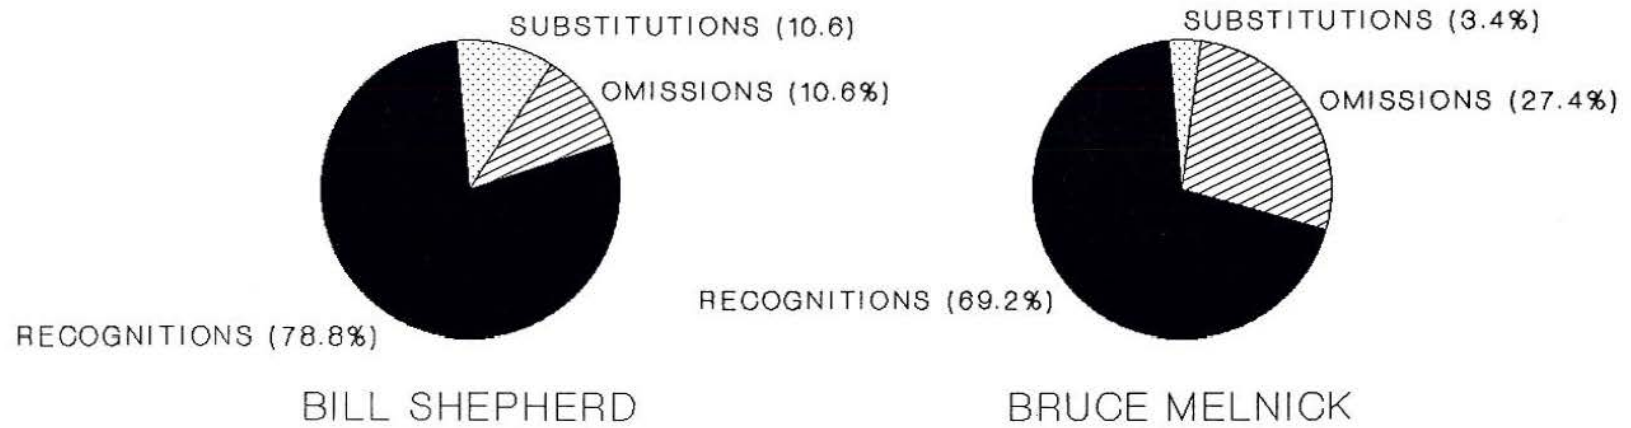 SUBSTITUTIONS (10.6)
OMISSIONS (10.6%)
RECOGNITIONS (78.8%)
BILL SHEPHERD
SUBSTITUTIONS (3.4%)
OMISSIONS (27.4%)
RECOGNITIONS (69.2%)
BRUCE MELNICK